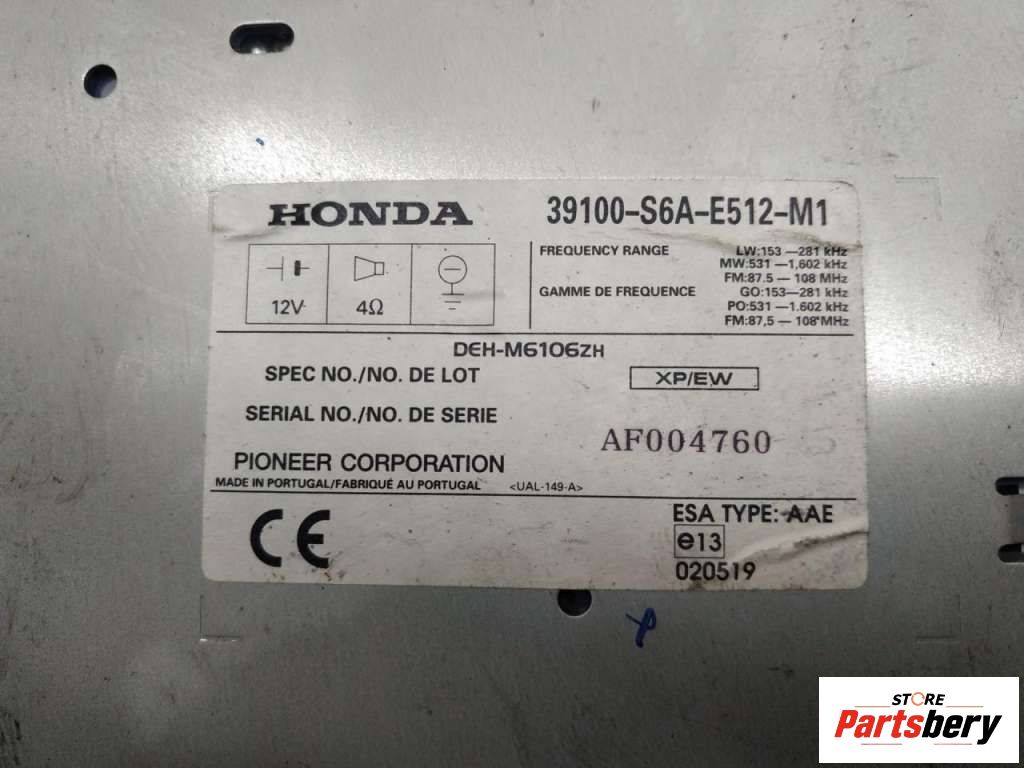 HONDA 39100-S6A-E512-M1
12V 4Ω
FREQUENCY RANGE LW:153 —281 kHz
MW:531 —1,602 kHz
FM:87.5 — 108 MHz
GAMME DE FREQUENCE GO:153—281 kHz
PO:531 —1.602 kHz
FM:87,5 — 108 MHz
DEH-M6106ZH
SPEC NO./NO. DE LOT XP/EW
SERIAL NO./NO. DE SERIE AF004760
PIONEER CORPORATION
MADE IN PORTUGAL/FABRIQUÉ AU PORTUGAL <UAL-149-A>
CE ESA TYPE: AAE
e13
020519
STORE
Partsbery